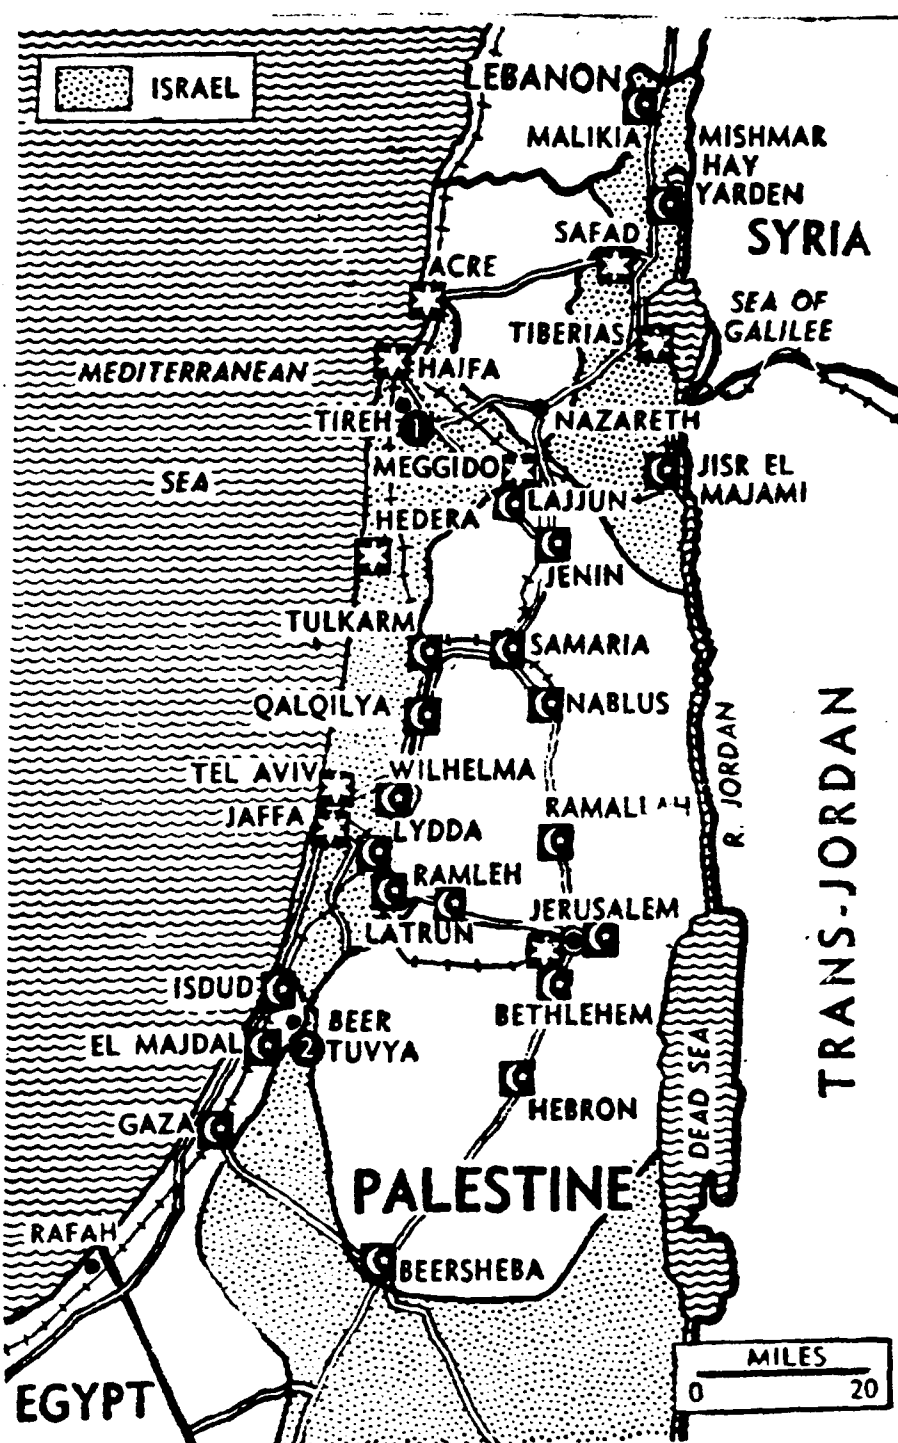 ISRAEL
LEBANON
MALIKIA
MISHMAR
HAY
YARDEN
SAFAD
SYRIA
ACRE
SEA OF
GALILEE
TIBERIAS
MEDITERRANEAN
HAIFA
TIREH
1
NAZARETH
MEGGIDO
JISR EL
MAJAMI
SEA
LAJJUN
HEDERA
JENIN
TULKARM
SAMARIA
QALQILYA
NABLUS
TEL AVIV
WILHELMA
JAFFA
RAMALLAH
R. JORDAN
TRANS-JORDAN
LYDDA
RAMLEH
LATRUN
JERUSALEM
ISDUD
BETHLEHEM
BEER
TUVYA
EL MAJDAL
2
DEAD SEA
HEBRON
GAZA
PALESTINE
RAFAH
BEERSHEBA
MILES
0 20
EGYPT